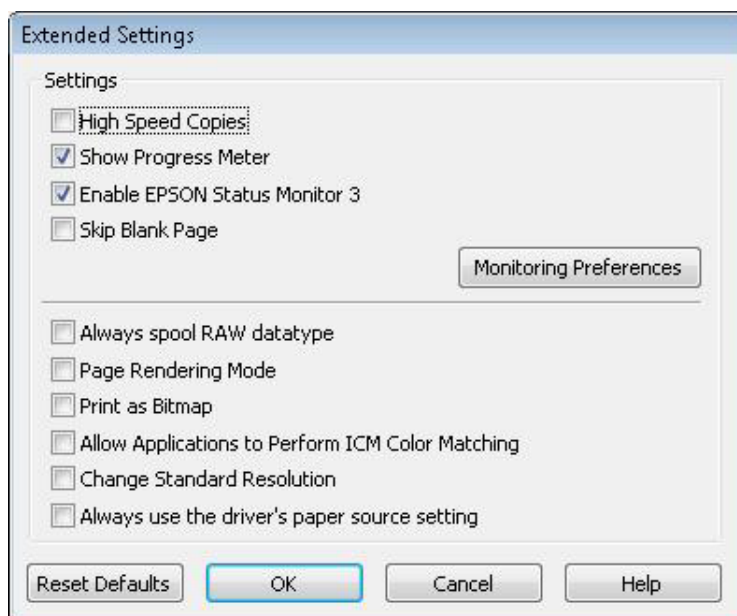 Extended Settings
Settings
High Speed Copies
Show Progress Meter
Enable EPSON Status Monitor 3
Skip Blank Page
Monitoring Preferences
Always spool RAW datatype
Page Rendering Mode
Print as Bitmap
Allow Applications to Perform ICM Color Matching
Change Standard Resolution
Always use the driver's paper source setting
Reset Defaults OK Cancel Help